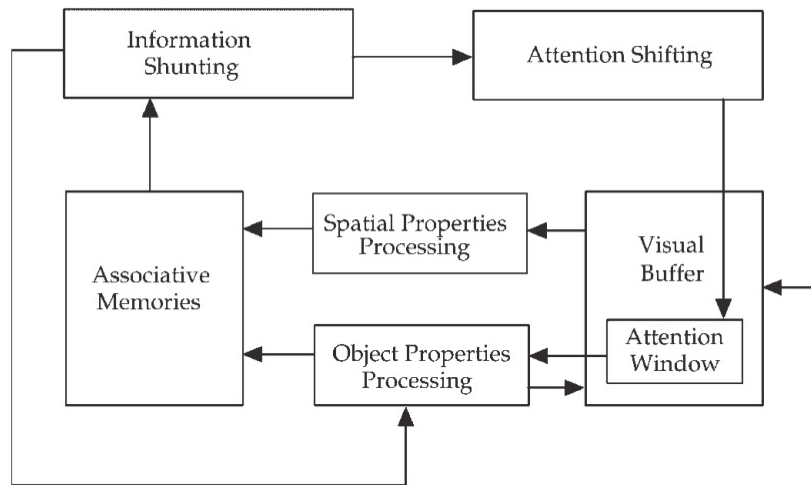 Information
Shunting
Attention Shifting
Spatial Properties
Processing
Visual
Buffer
Associative
Memories
Object Properties
Processing
Attention
Window